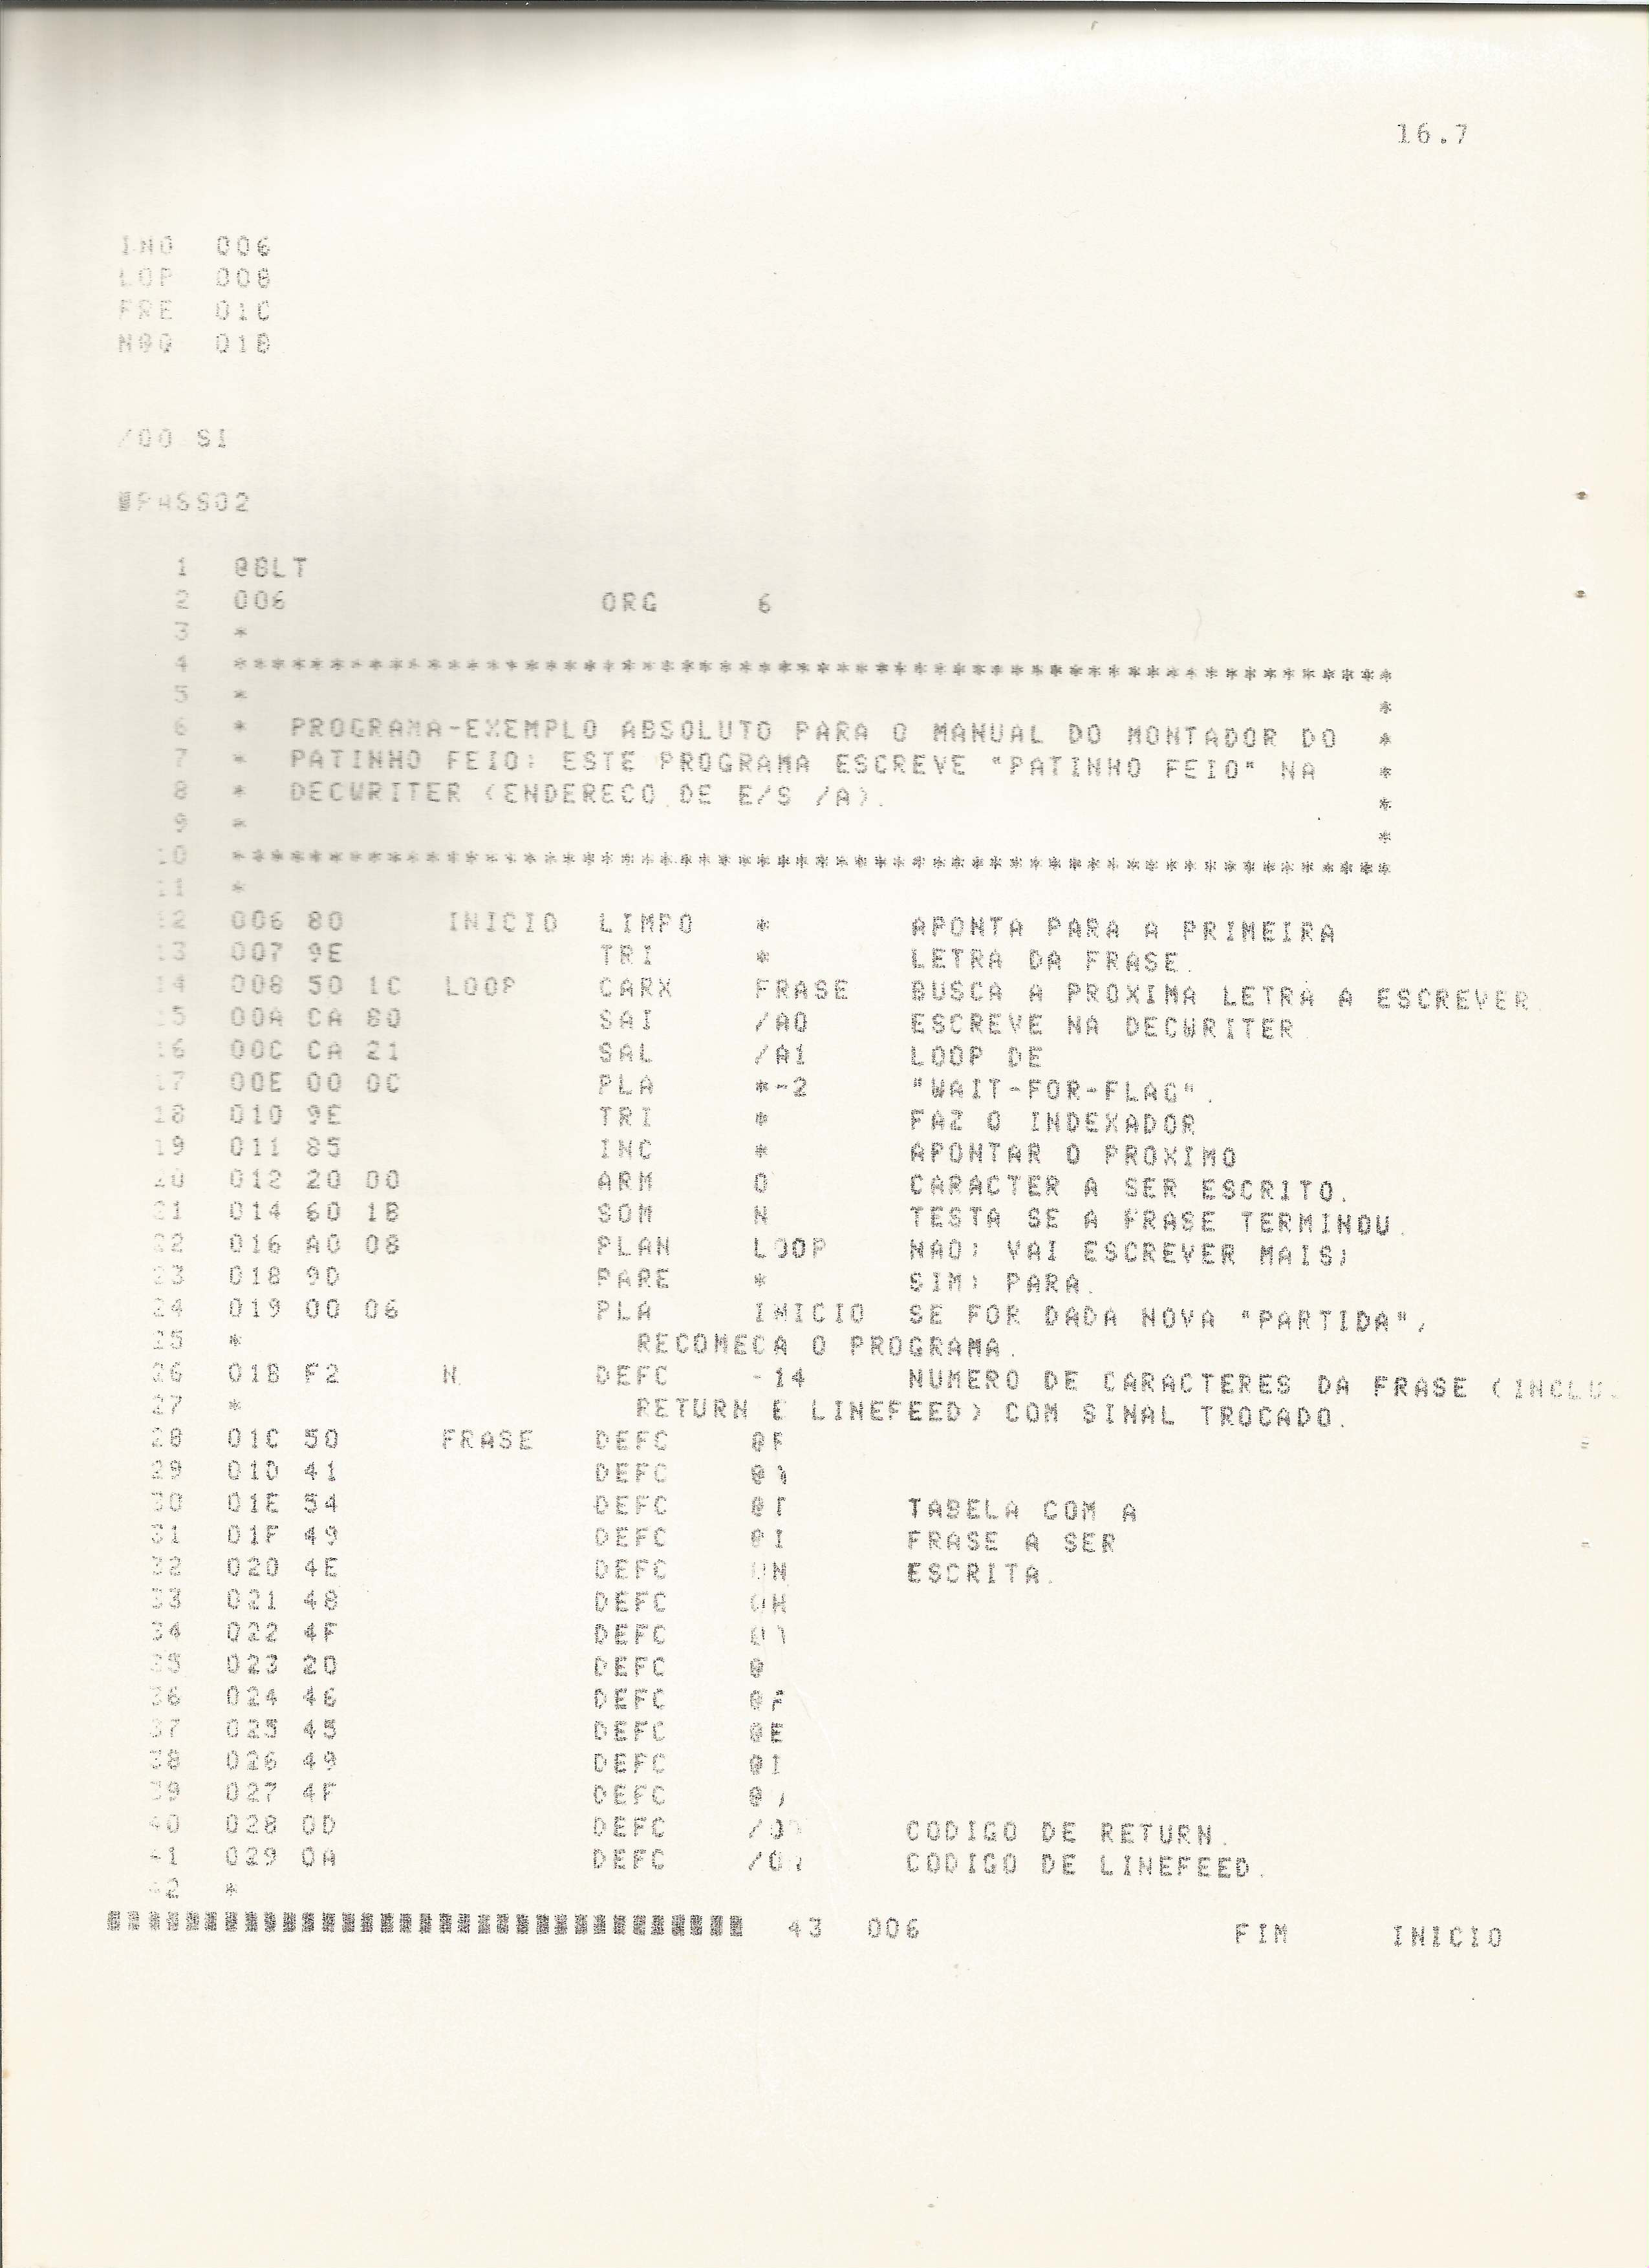 16.7
INO 006
LOP 008
FRE 01C
N@@ 01B
/00 SI
PASSO2
1 @BLT
2 006 ORG 6
3 *
4 ************************************************************
5 * *
6 * PROGRAMA-EXEMPLO ABSOLUTO PARA O MANUAL DO MONTADOR DO *
7 * PATINHO FEIO: ESTE PROGRAMA ESCREVE "PATINHO FEIO" NA *
8 * DECWRITER (ENDERECO DE E/S /A). *
9 * *
10 ************************************************************
11 *
12 006 80 INICIO LIMPO * APONTA PARA A PRIMEIRA
13 007 9E TRI * LETRA DA FRASE.
14 008 50 1C LOOP CARX FRASE BUSCA A PROXIMA LETRA A ESCREVER.
15 00A CA 80 SAI /A0 ESCREVE NA DECWRITER
16 00C CA 21 SAL /A1 LOOP DE
17 00E 00 0C PLA *-2 "WAIT-FOR-FLAG".
18 010 9E TRI * FAZ O INDEXADOR
19 011 85 INC * APONTAR O PROXIMO
20 012 20 00 ARM 0 CARACTER A SER ESCRITO.
21 014 60 1B SOM N TESTA SE A FRASE TERMINOU.
22 016 A0 08 PLAN LOOP NAO; VAI ESCREVER MAIS;
23 018 9D PARE * SIM; PARA.
24 019 00 06 PLA INICIO SE FOR DADA NOVA "PARTIDA",
25 * RECOMECA O PROGRAMA.
26 01B F2 N DEFC -14 NUMERO DE CARACTERES DA FRASE (INCLU
27 * RETURN E LINEFEED) COM SINAL TROCADO.
28 01C 50 FRASE DEFC @P
29 01D 41 DEFC @A
30 01E 54 DEFC @T TABELA COM A
31 01F 49 DEFC @I FRASE A SER
32 020 4E DEFC @N ESCRITA.
33 021 48 DEFC @H
34 022 4F DEFC @O
35 023 20 DEFC @
36 024 46 DEFC @F
37 025 45 DEFC @E
38 026 49 DEFC @I
39 027 4F DEFC @O
40 028 0D DEFC /0D CODIGO DE RETURN.
41 029 0A DEFC /0A CODIGO DE LINEFEED.
42 *
43 006 FIM INICIO